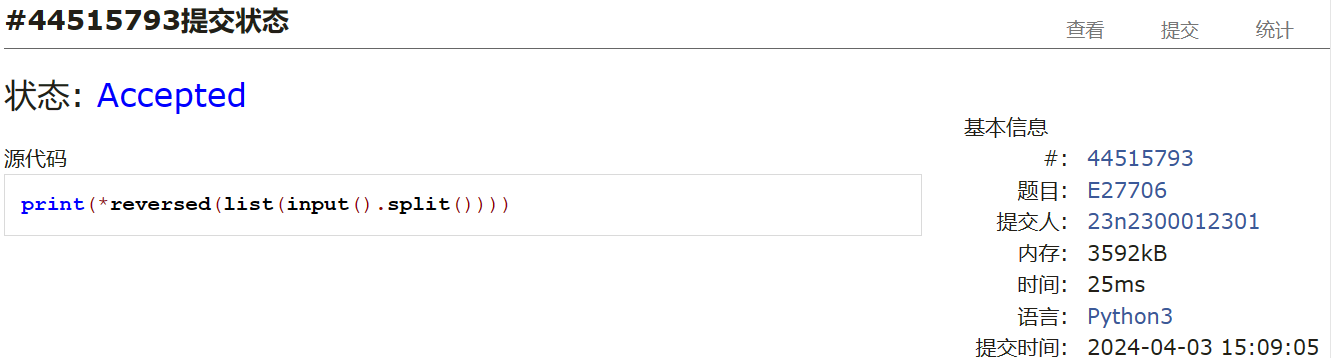 #44515793提交状态
查看 提交 统计
状态: Accepted
源代码
print(*reversed(list(input().split())))
基本信息
#: 44515793
题目: E27706
提交人: 23n2300012301
内存: 3592kB
时间: 25ms
语言: Python3
提交时间: 2024-04-03 15:09:05